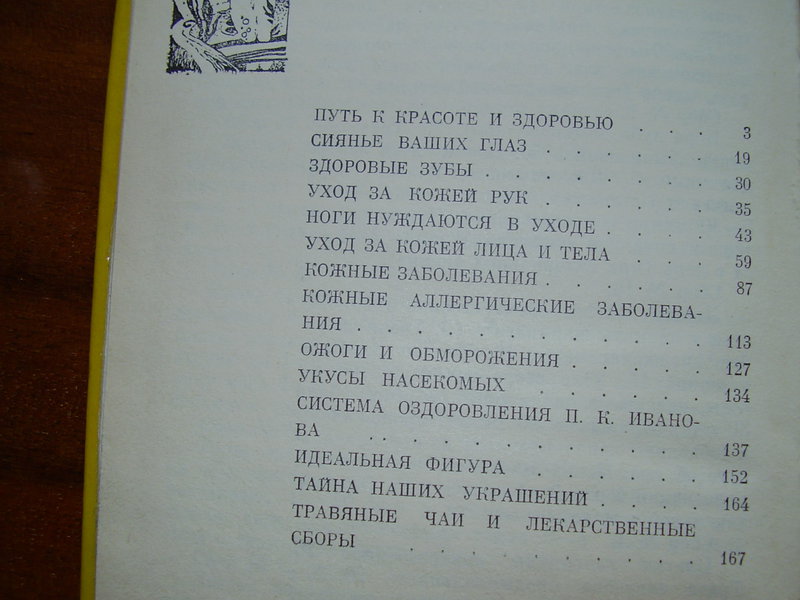 ПУТЬ К КРАСОТЕ И ЗДОРОВЬЮ . . . 3
СИЯНЬЕ ВАШИХ ГЛАЗ . . . . . . 19
ЗДОРОВЫЕ ЗУБЫ . . . . . . . . 30
УХОД ЗА КОЖЕЙ РУК . . . . . . 35
НОГИ НУЖДАЮТСЯ В УХОДЕ . . . . 43
УХОД ЗА КОЖЕЙ ЛИЦА И ТЕЛА . . . 59
КОЖНЫЕ ЗАБОЛЕВАНИЯ . . . . . . 87
КОЖНЫЕ АЛЛЕРГИЧЕСКИЕ ЗАБОЛЕВА-
НИЯ . . . . . . . . . . . . 113
ОЖОГИ И ОБМОРОЖЕНИЯ . . . . . 127
УКУСЫ НАСЕКОМЫХ . . . . . . 134
СИСТЕМА ОЗДОРОВЛЕНИЯ П. К. ИВАНО-
ВА . . . . . . . . . . . . 137
ИДЕАЛЬНАЯ ФИГУРА . . . . . . 152
ТАЙНА НАШИХ УКРАШЕНИЙ . . . . 164
ТРАВЯНЫЕ ЧАИ И ЛЕКАРСТВЕННЫЕ
СБОРЫ . . . . . . . . . . 167